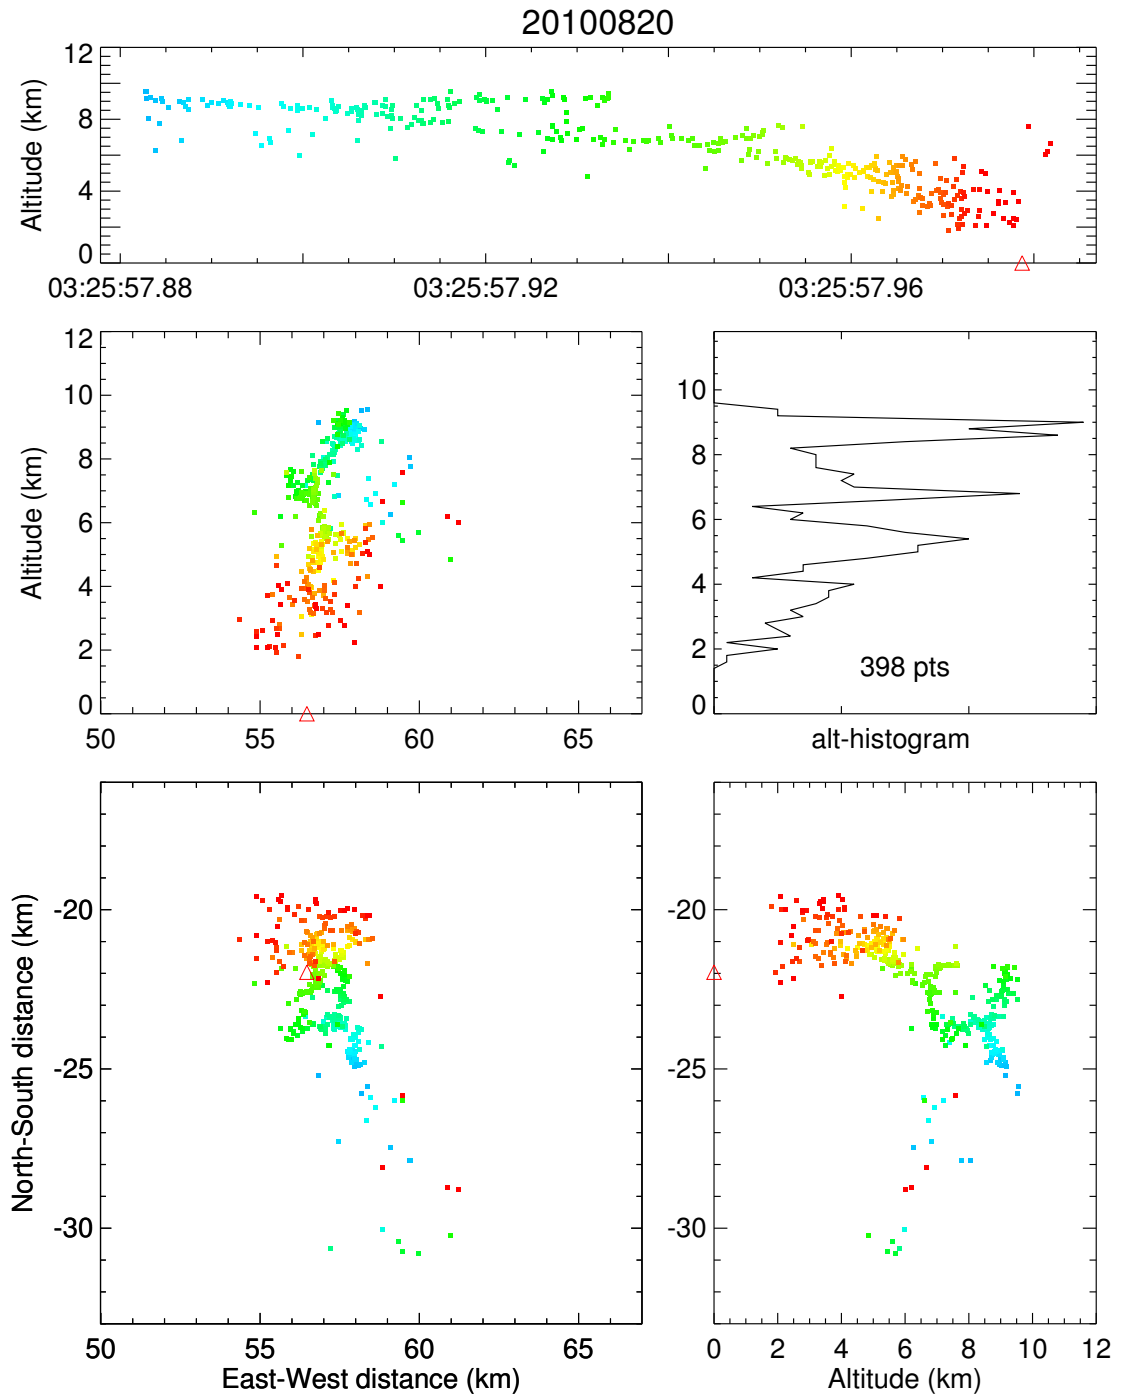 20100820
12
8
4
0
Altitude (km)
03:25:57.88 03:25:57.92 03:25:57.96
12
10
8
6
4
2
0
Altitude (km)
50 55 60 65
10
8
6
4
2
0
398 pts
alt-histogram
-20
-25
-30
North-South distance (km)
50 55 60 65
East-West distance (km)
-20
-25
-30
0 2 4 6 8 10 12
Altitude (km)